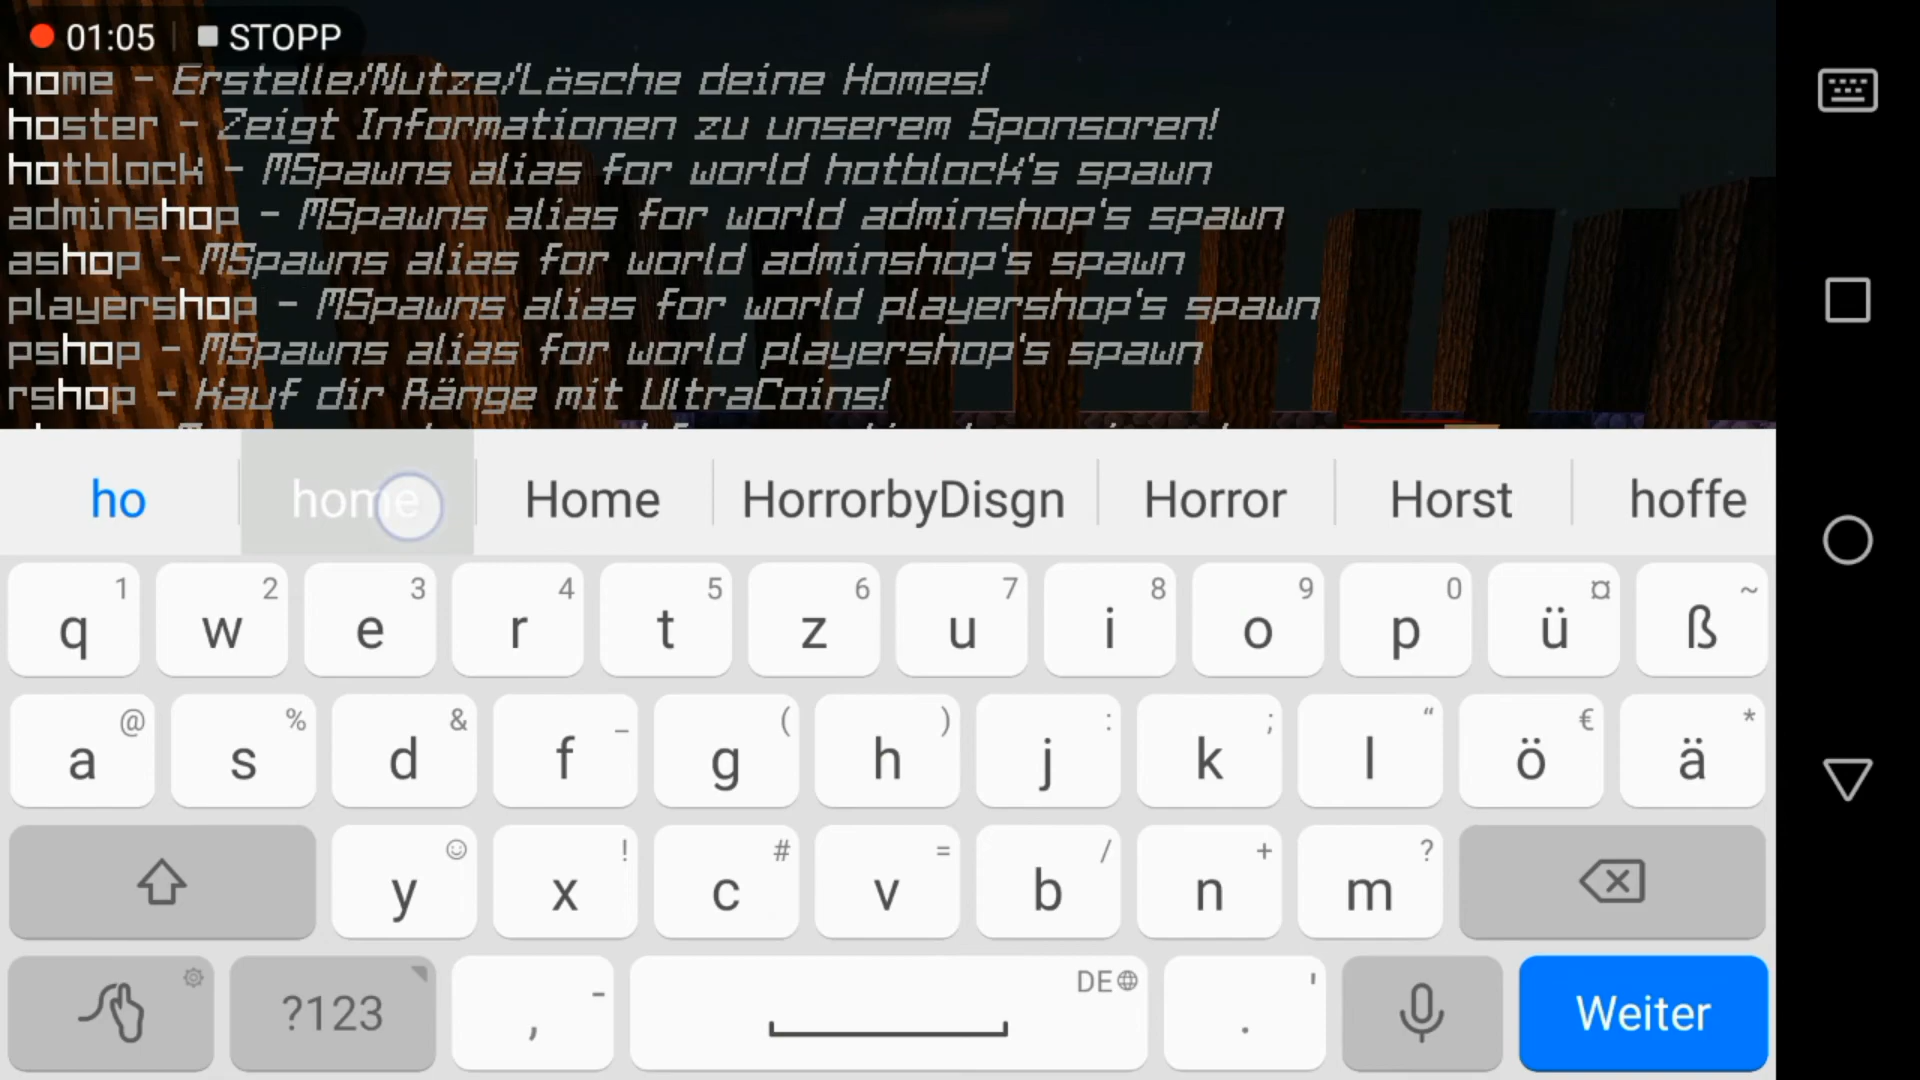 01:05 STOPP
home - Erstelle/Nutze/Läsche deine Homes!
hoster - Zeigt Informationen zu unserem Sponsoren!
hotblock - MSpawns alias for world hotblock's spawn
adminshop - MSpawns alias for world adminshop's spawn
ashop - MSpawns alias for world adminshop's spawn
playershop - MSpawns alias for world playershop's spawn
pshop - MSpawns alias for world playershop's spawn
rshop - Kauf dir Ränge mit UltraCoins!
ho home Home HorrorbyDisgn Horror Horst hoffe
1 2 3 4 5 6 7 8 9 0 ¤ ~
q w e r t z u i o p ü ß
@ % & _ ( ) : ; “ € *
a s d f g h j k l ö ä
! # = / + ?
y x c v b n m
- DE '
?123 , . Weiter